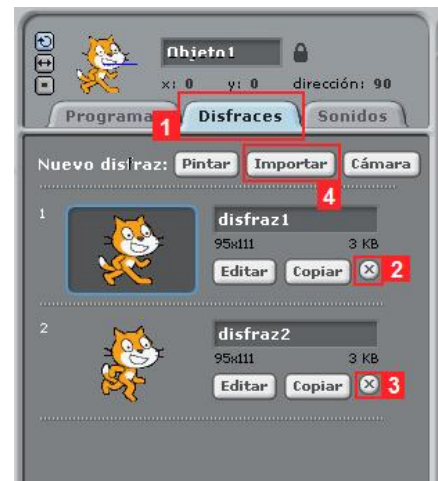 Objeto1
x: 0 y: 0 dirección: 90
Programa Disfraces Sonidos
1
Nuevo disfraz: Pintar Importar Cámara
4
1
disfraz1
95x111 3 KB
Editar Copiar 2
2
disfraz2
95x111 3 KB
Editar Copiar 3